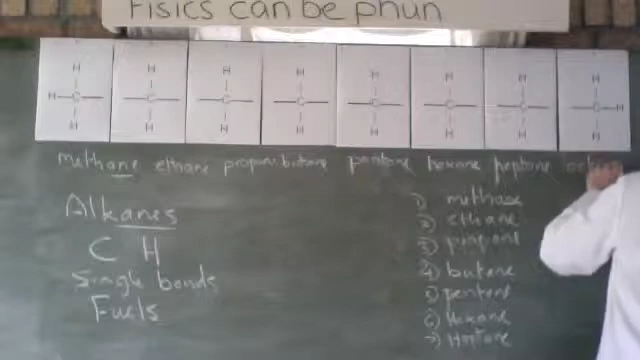 Fisics can be phun
H H H H H H H H
H C C C C C C C C H
H H H H H H H H
methane ethane propane butane pentane hexane heptane
Alkanes
C H
Single bonds
Fuels
1) methane
2) ethane
3) propane
4) butane
5) pentane
6) Hexane
7) Heptane